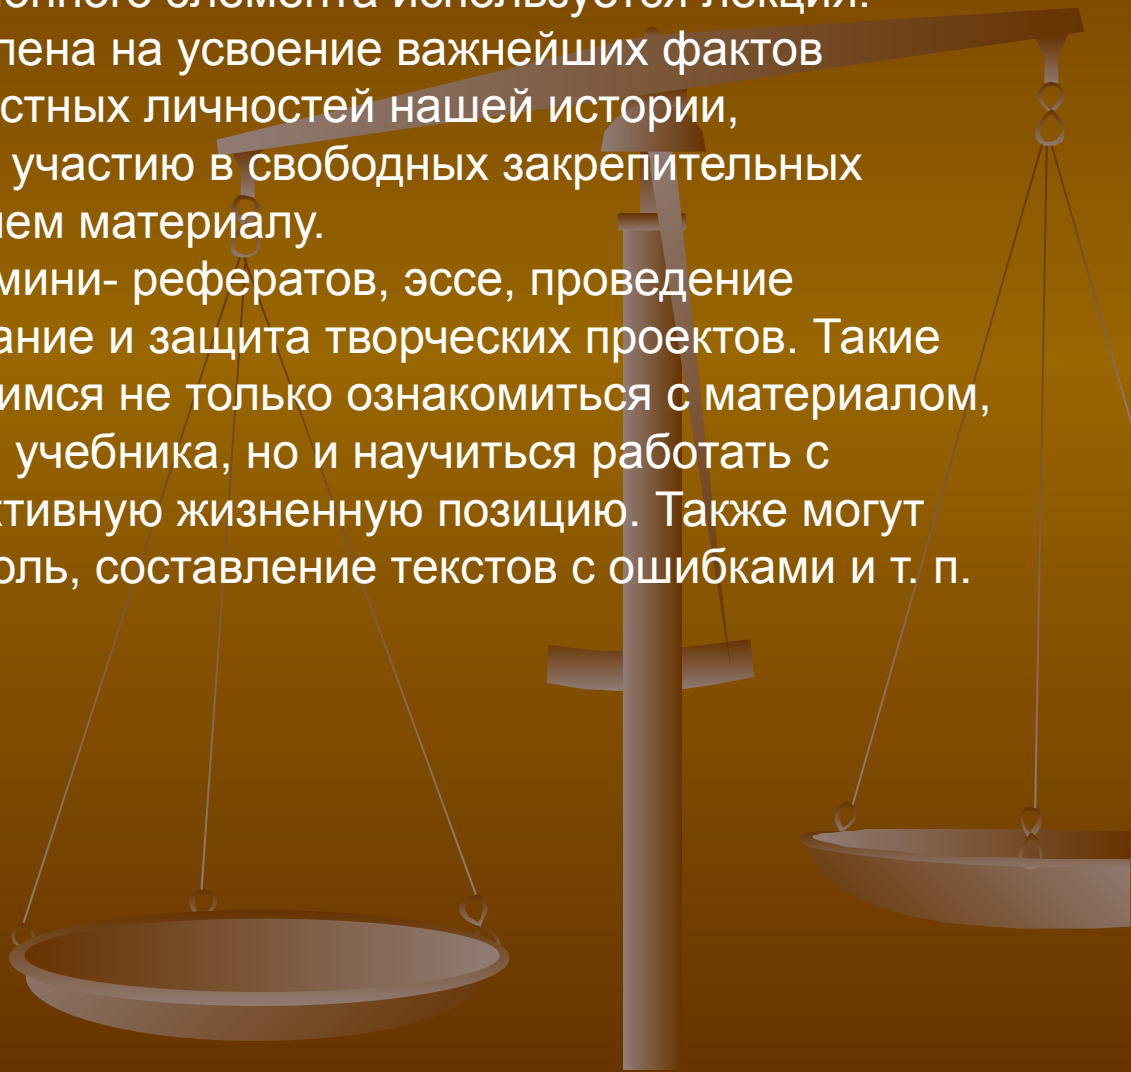 лена на усвоение важнейших фактов
стных личностей нашей истории,
участию в свободных закрепительных
ем материалу.
мини- рефератов, эссе, проведение
ание и защита творческих проектов. Такие
имся не только ознакомиться с материалом,
учебника, но и научиться работать с
ктивную жизненную позицию. Также могут
оль, составление текстов с ошибками и т. п.